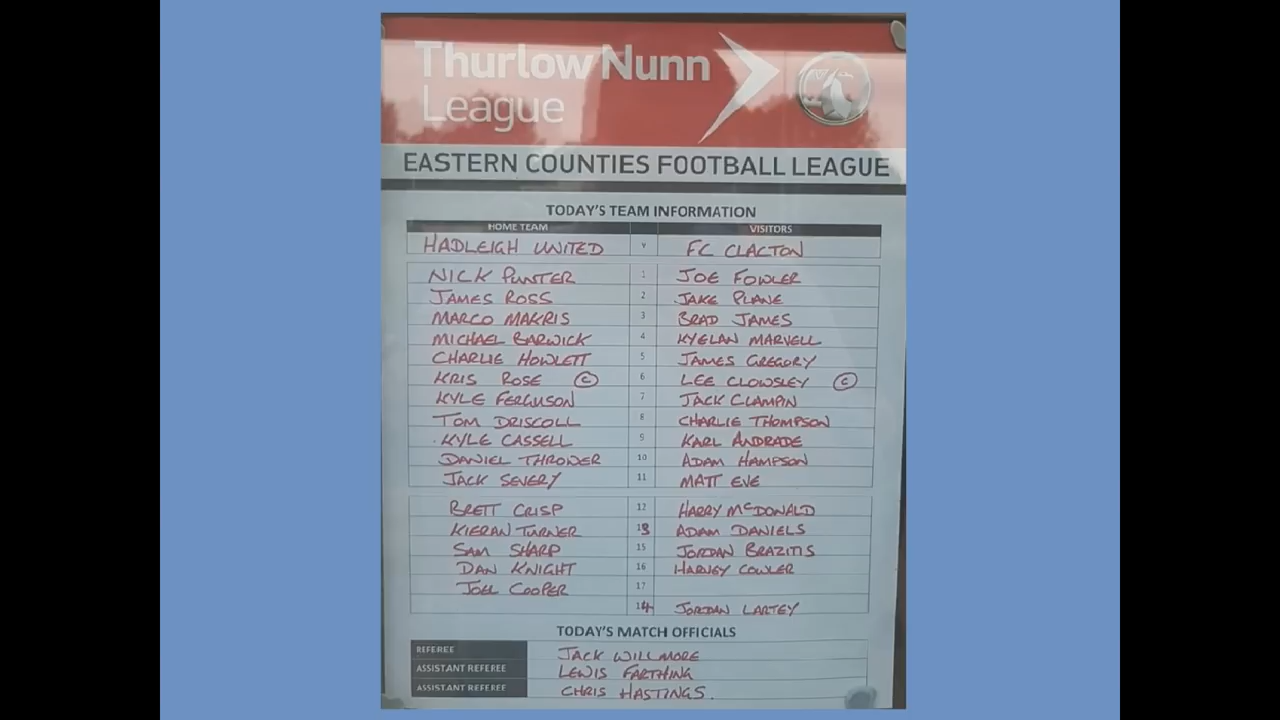 Thurlow Nunn
League
EASTERN COUNTIES FOOTBALL LEAGUE
TODAY'S TEAM INFORMATION
HOME TEAM VISITORS
HADLEIGH UNITED V FC CLACTON
NICK PUNTER 1 JOE FOWLER
JAMES ROSS 2 JAKE PLANE
MARCO MAKRIS 3 BRAD JAMES
MICHAEL BARWICK 4 KYELAN MARVELL
CHARLIE HOWLETT 5 JAMES GREGORY
KRIS ROSE © 6 LEE CLOWSLEY ©
KYLE FERGUSON 7 JACK CLAMPIN
TOM DRISCOLL 8 CHARLIE THOMPSON
KYLE CASSELL 9 KARL ANDRADE
DANIEL THROWER 10 ADAM HAMPSON
JACK SEVERY 11 MATT EVE
BRETT CRISP 12 HARRY McDONALD
KIERAN TURNER 13 ADAM DANIELS
SAM SHARP 15 JORDAN BRAZITIS
DAN KNIGHT 16 HARVEY COWLER
JOEL COOPER 17
14 JORDAN LARTEY
TODAY'S MATCH OFFICIALS
REFEREE JACK WILLMORE
ASSISTANT REFEREE LEWIS FARTHING
ASSISTANT REFEREE CHRIS HASTINGS.